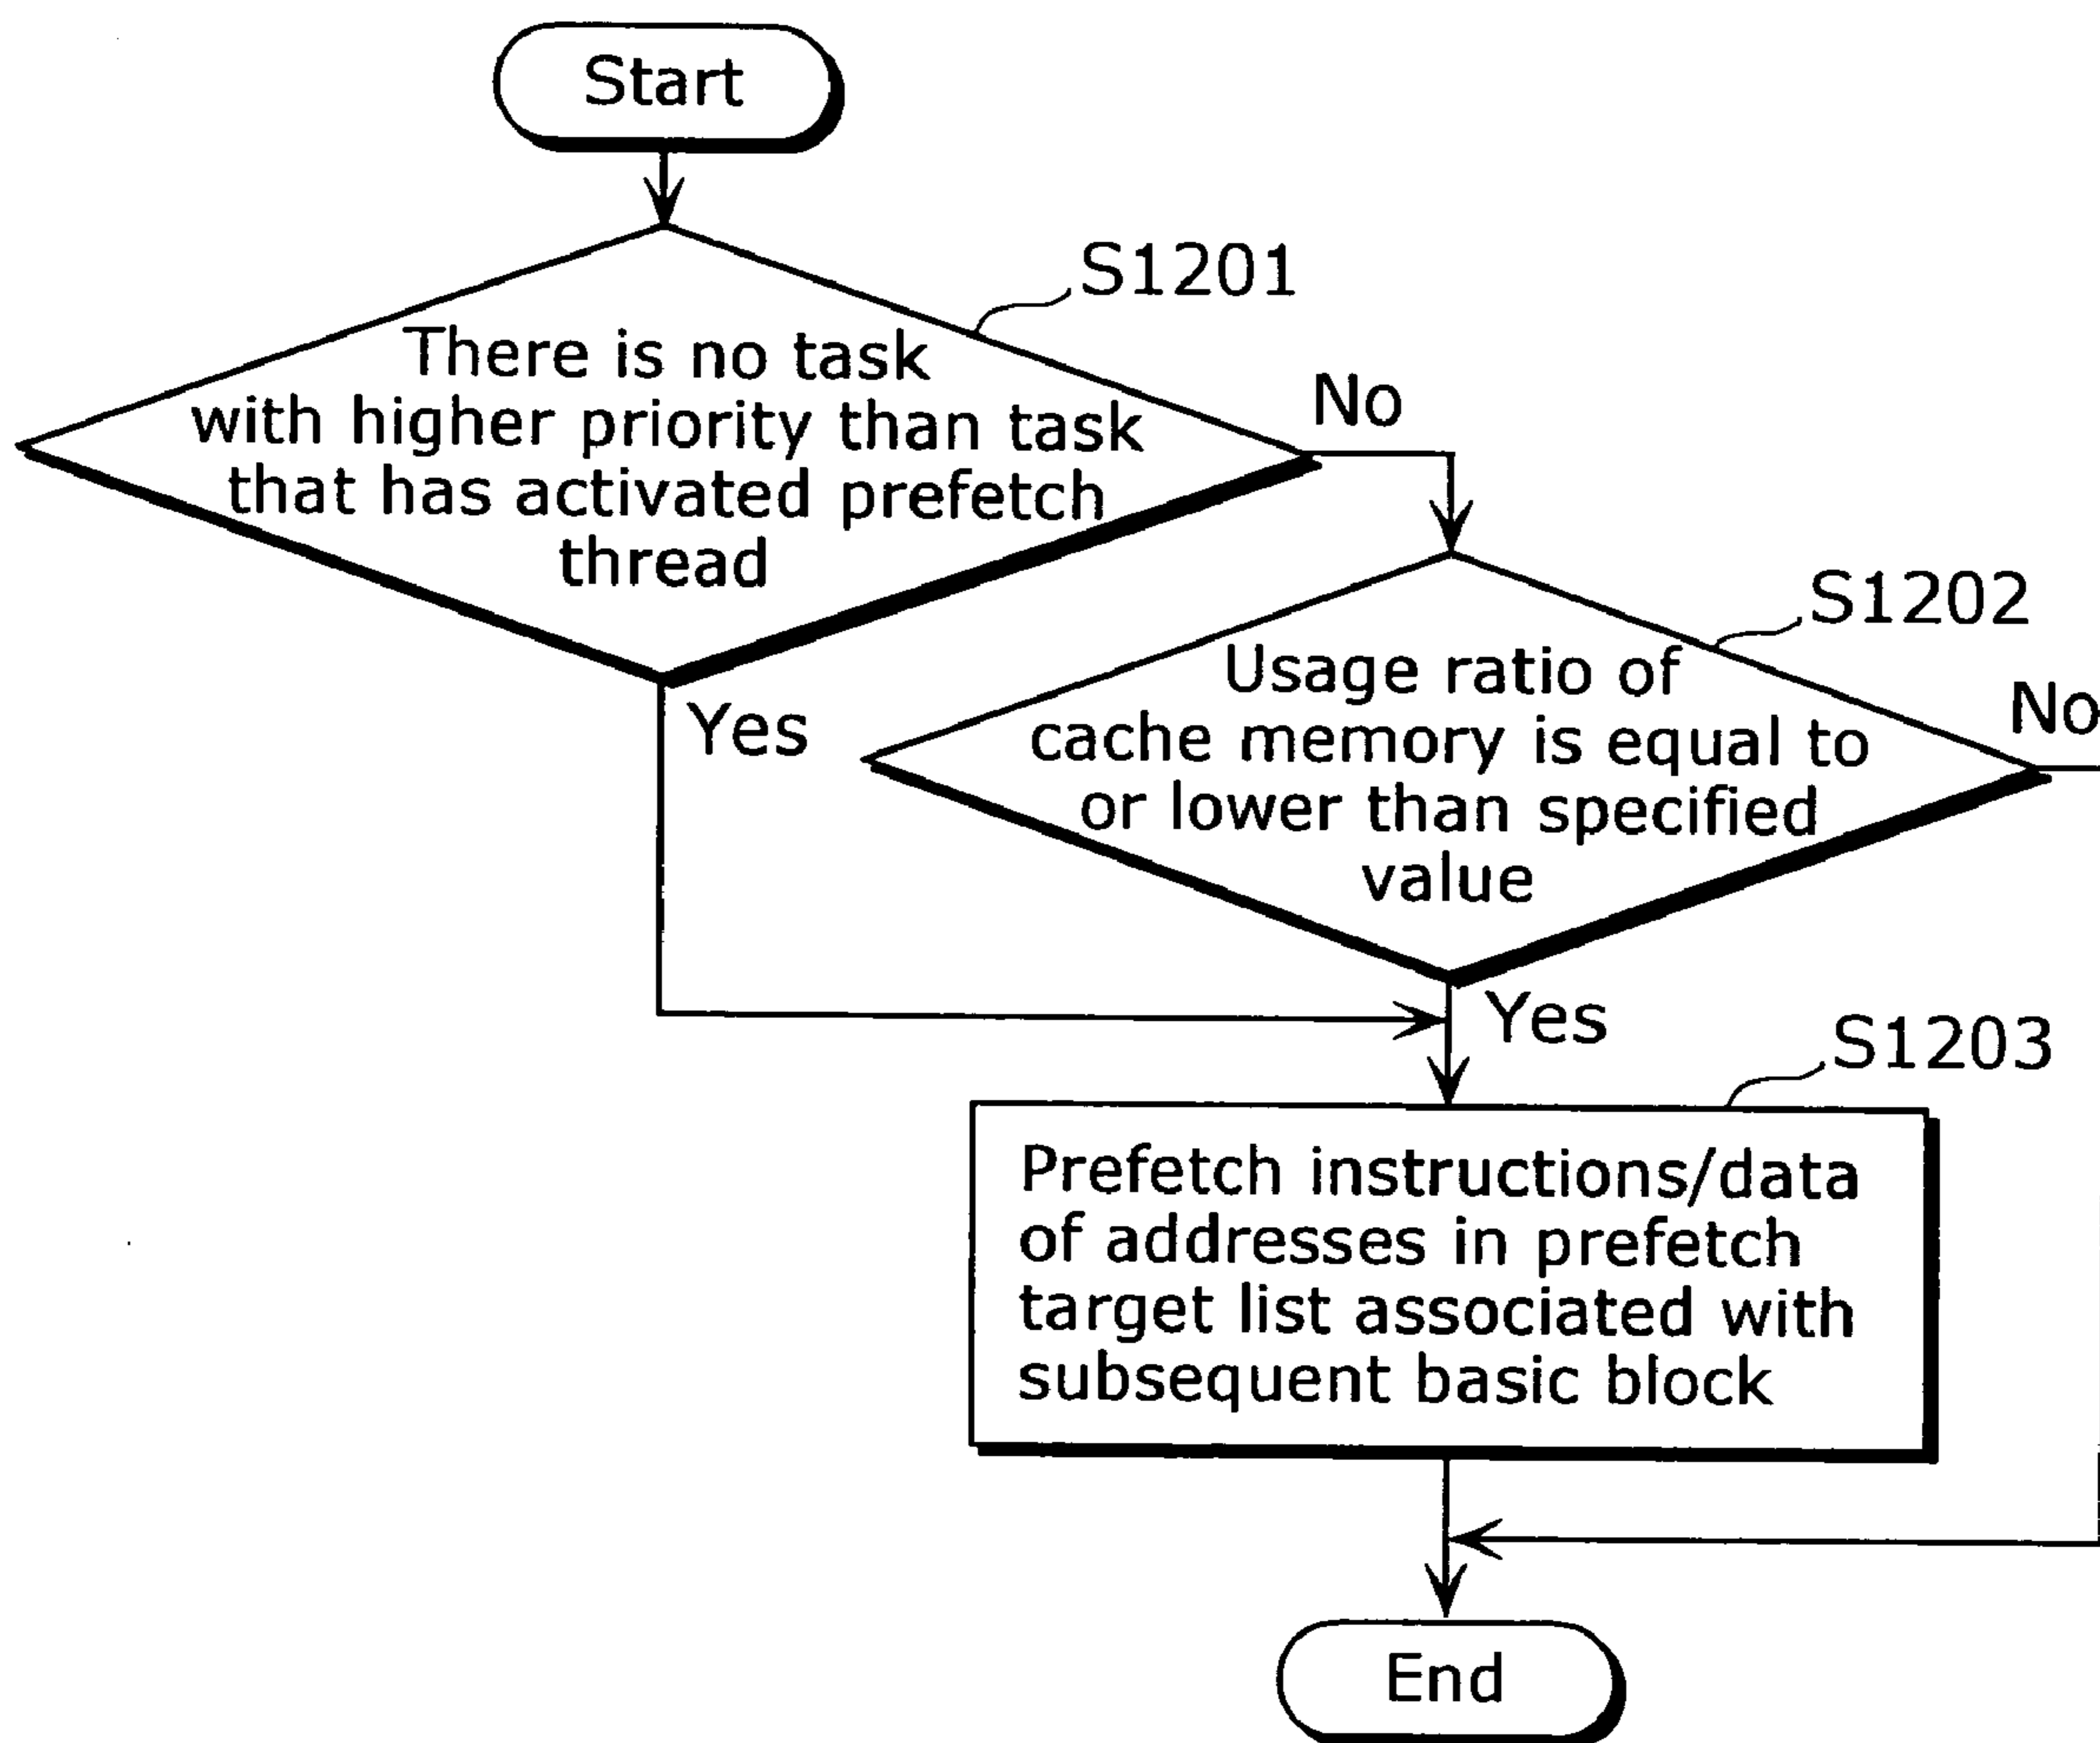 Start
S1201
There is no task
with higher priority than task
that has activated prefetch
thread
No
Yes
S1202
Usage ratio of
cache memory is equal to
or lower than specified
value
No
Yes
S1203
Prefetch instructions/data
of addresses in prefetch
target list associated with
subsequent basic block
End